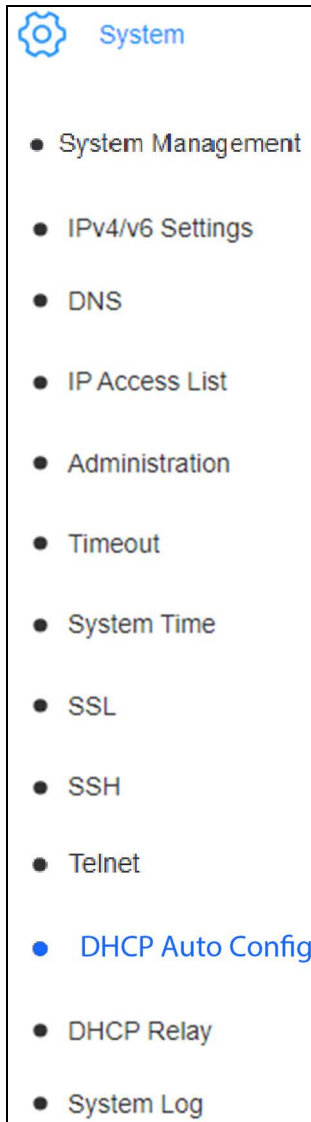 System
System Management
IPv4/v6 Settings
DNS
IP Access List
Administration
Timeout
System Time
SSL
SSH
Telnet
DHCP Auto Config
DHCP Relay
System Log